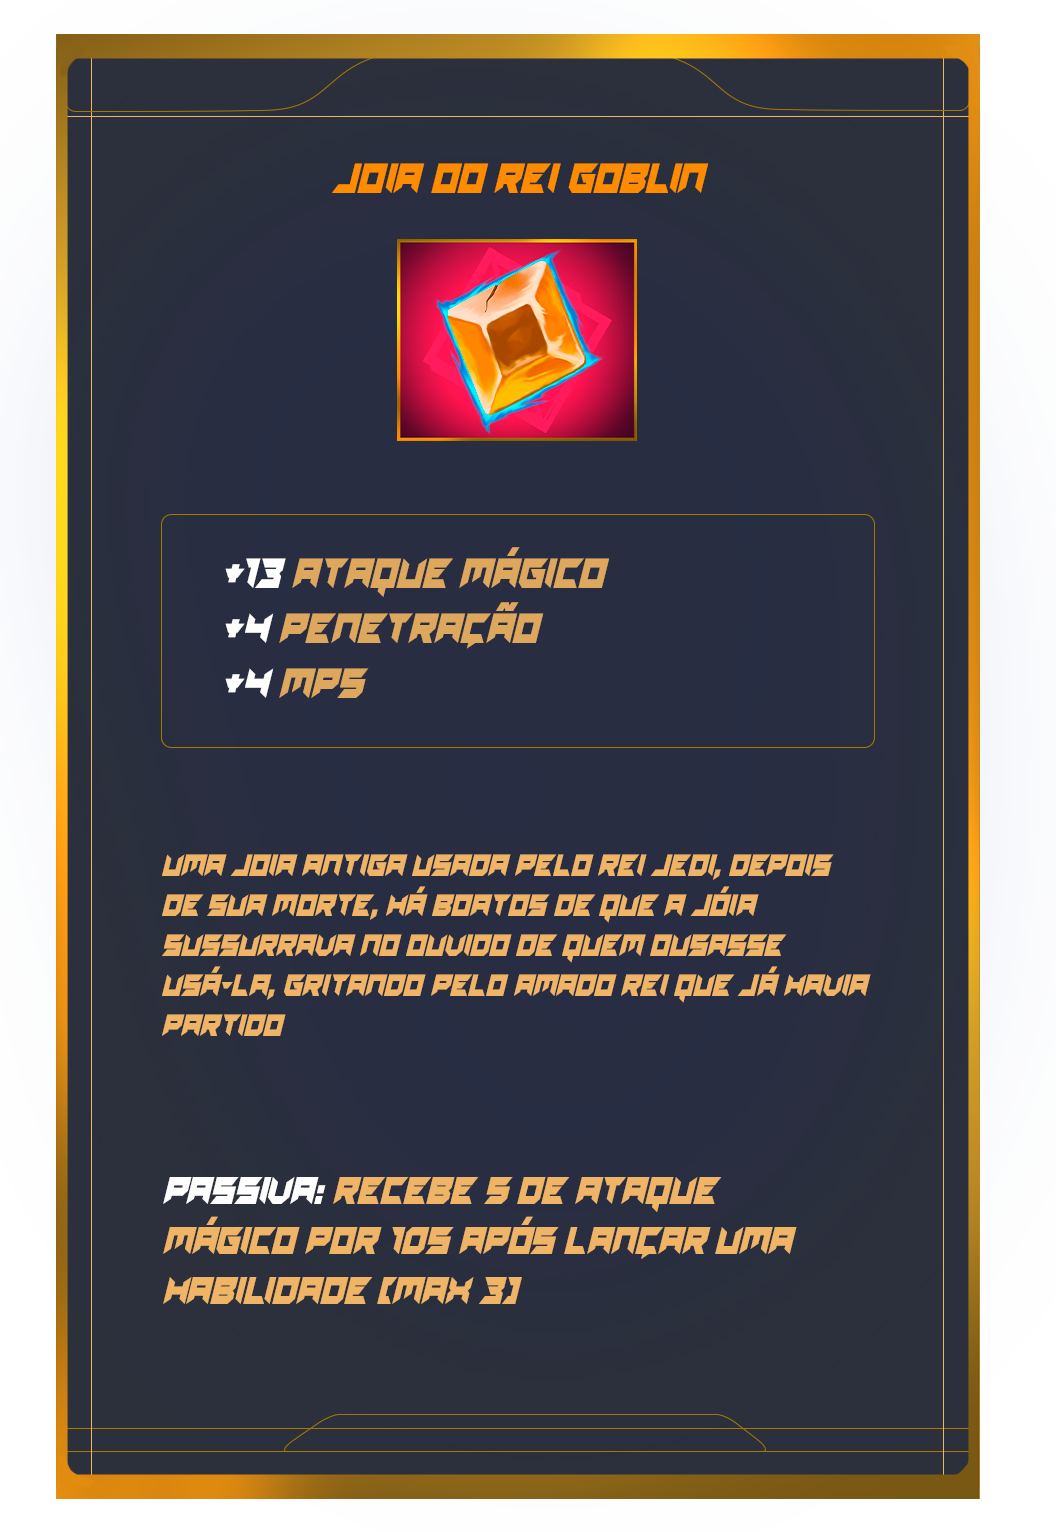 JOIA DO REI GOBLIN
+13 ATAQUE MÁGICO
+4 PENETRAÇÃO
+4 MP5
UMA JOIA ANTIGA USADA PELO REI JEDI, DEPOIS
DE SUA MORTE, HÁ BOATOS DE QUE A JÓIA
SUSSURRAVA NO OUVIDO DE QUEM OUSASSE
USÁ-LA, GRITANDO PELO AMADO REI QUE JÁ HAVIA
PARTIDO
PASSIVA: RECEBE 5 DE ATAQUE
MÁGICO POR 10S APÓS LANÇAR UMA
HABILIDADE (MAX 3)